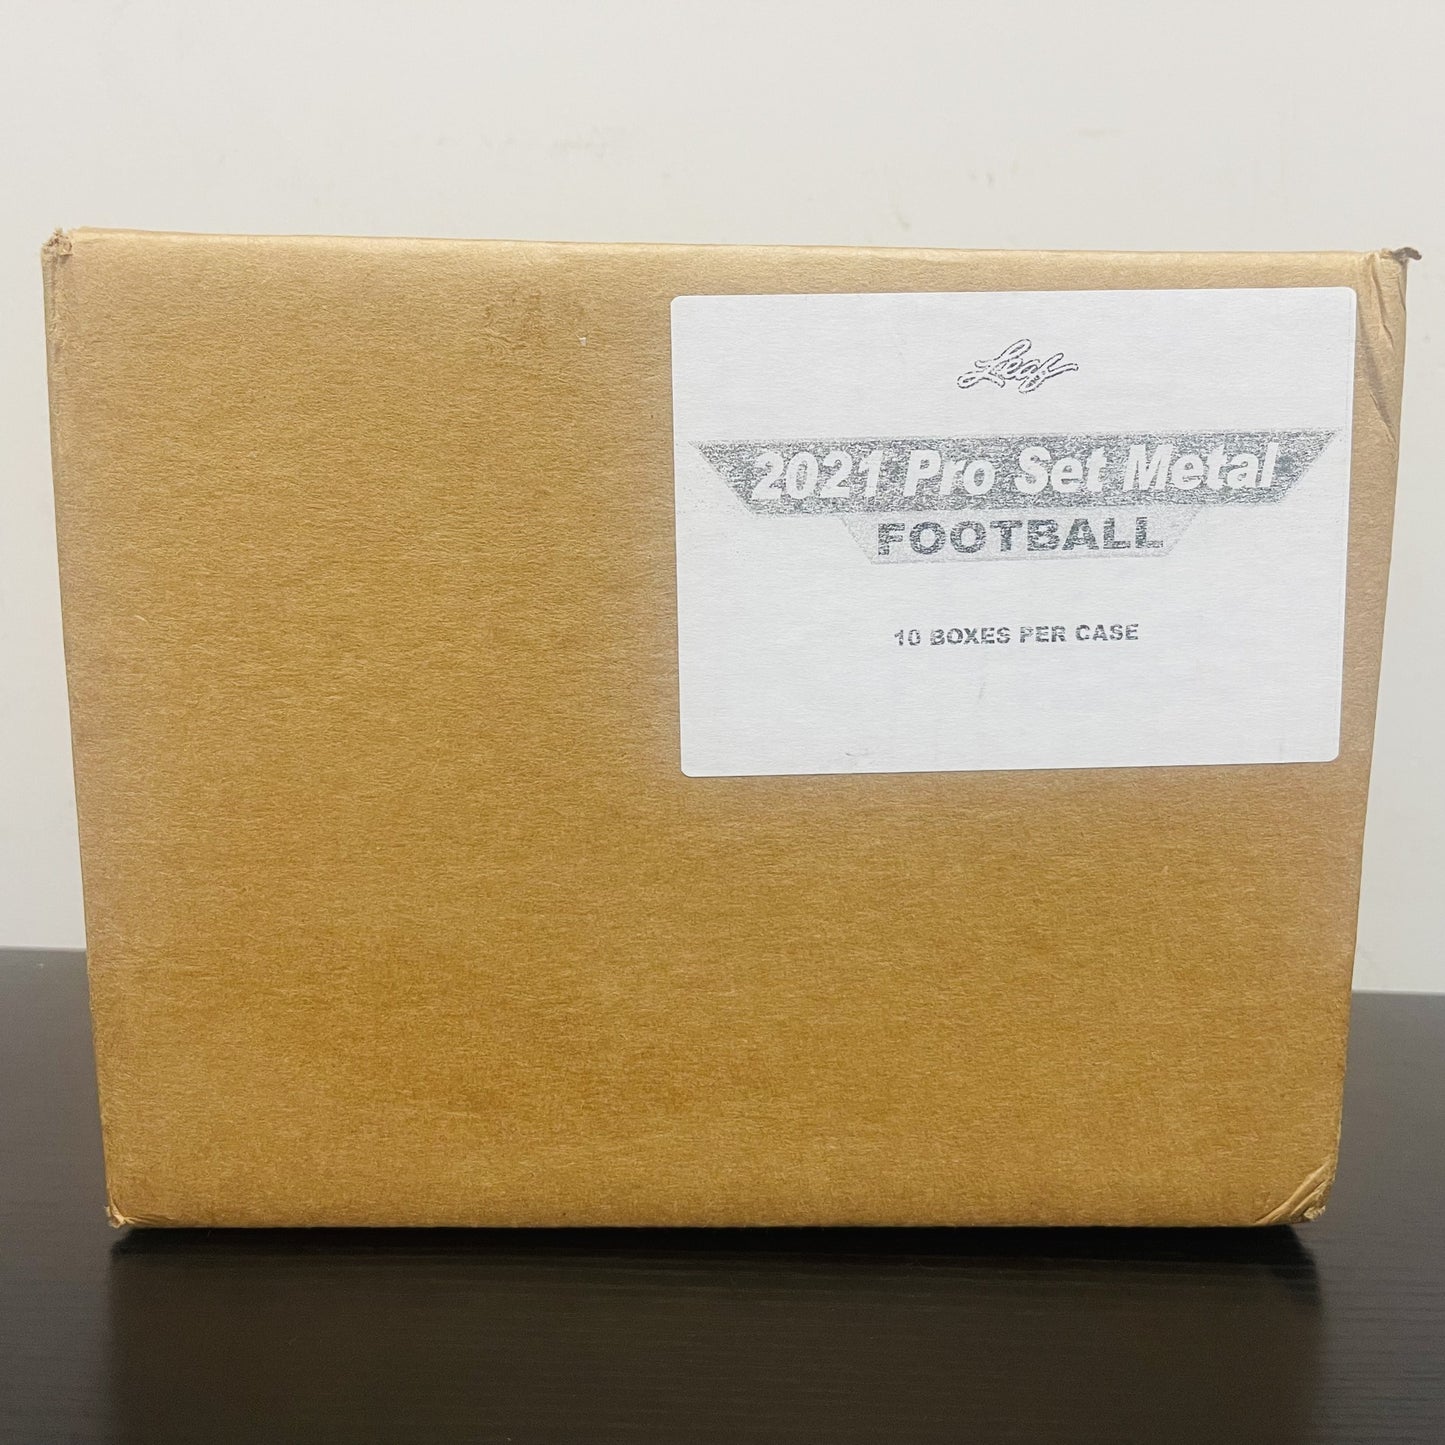 Leaf
2021 Pro Set Metal
FOOTBALL
10 BOXES PER CASE